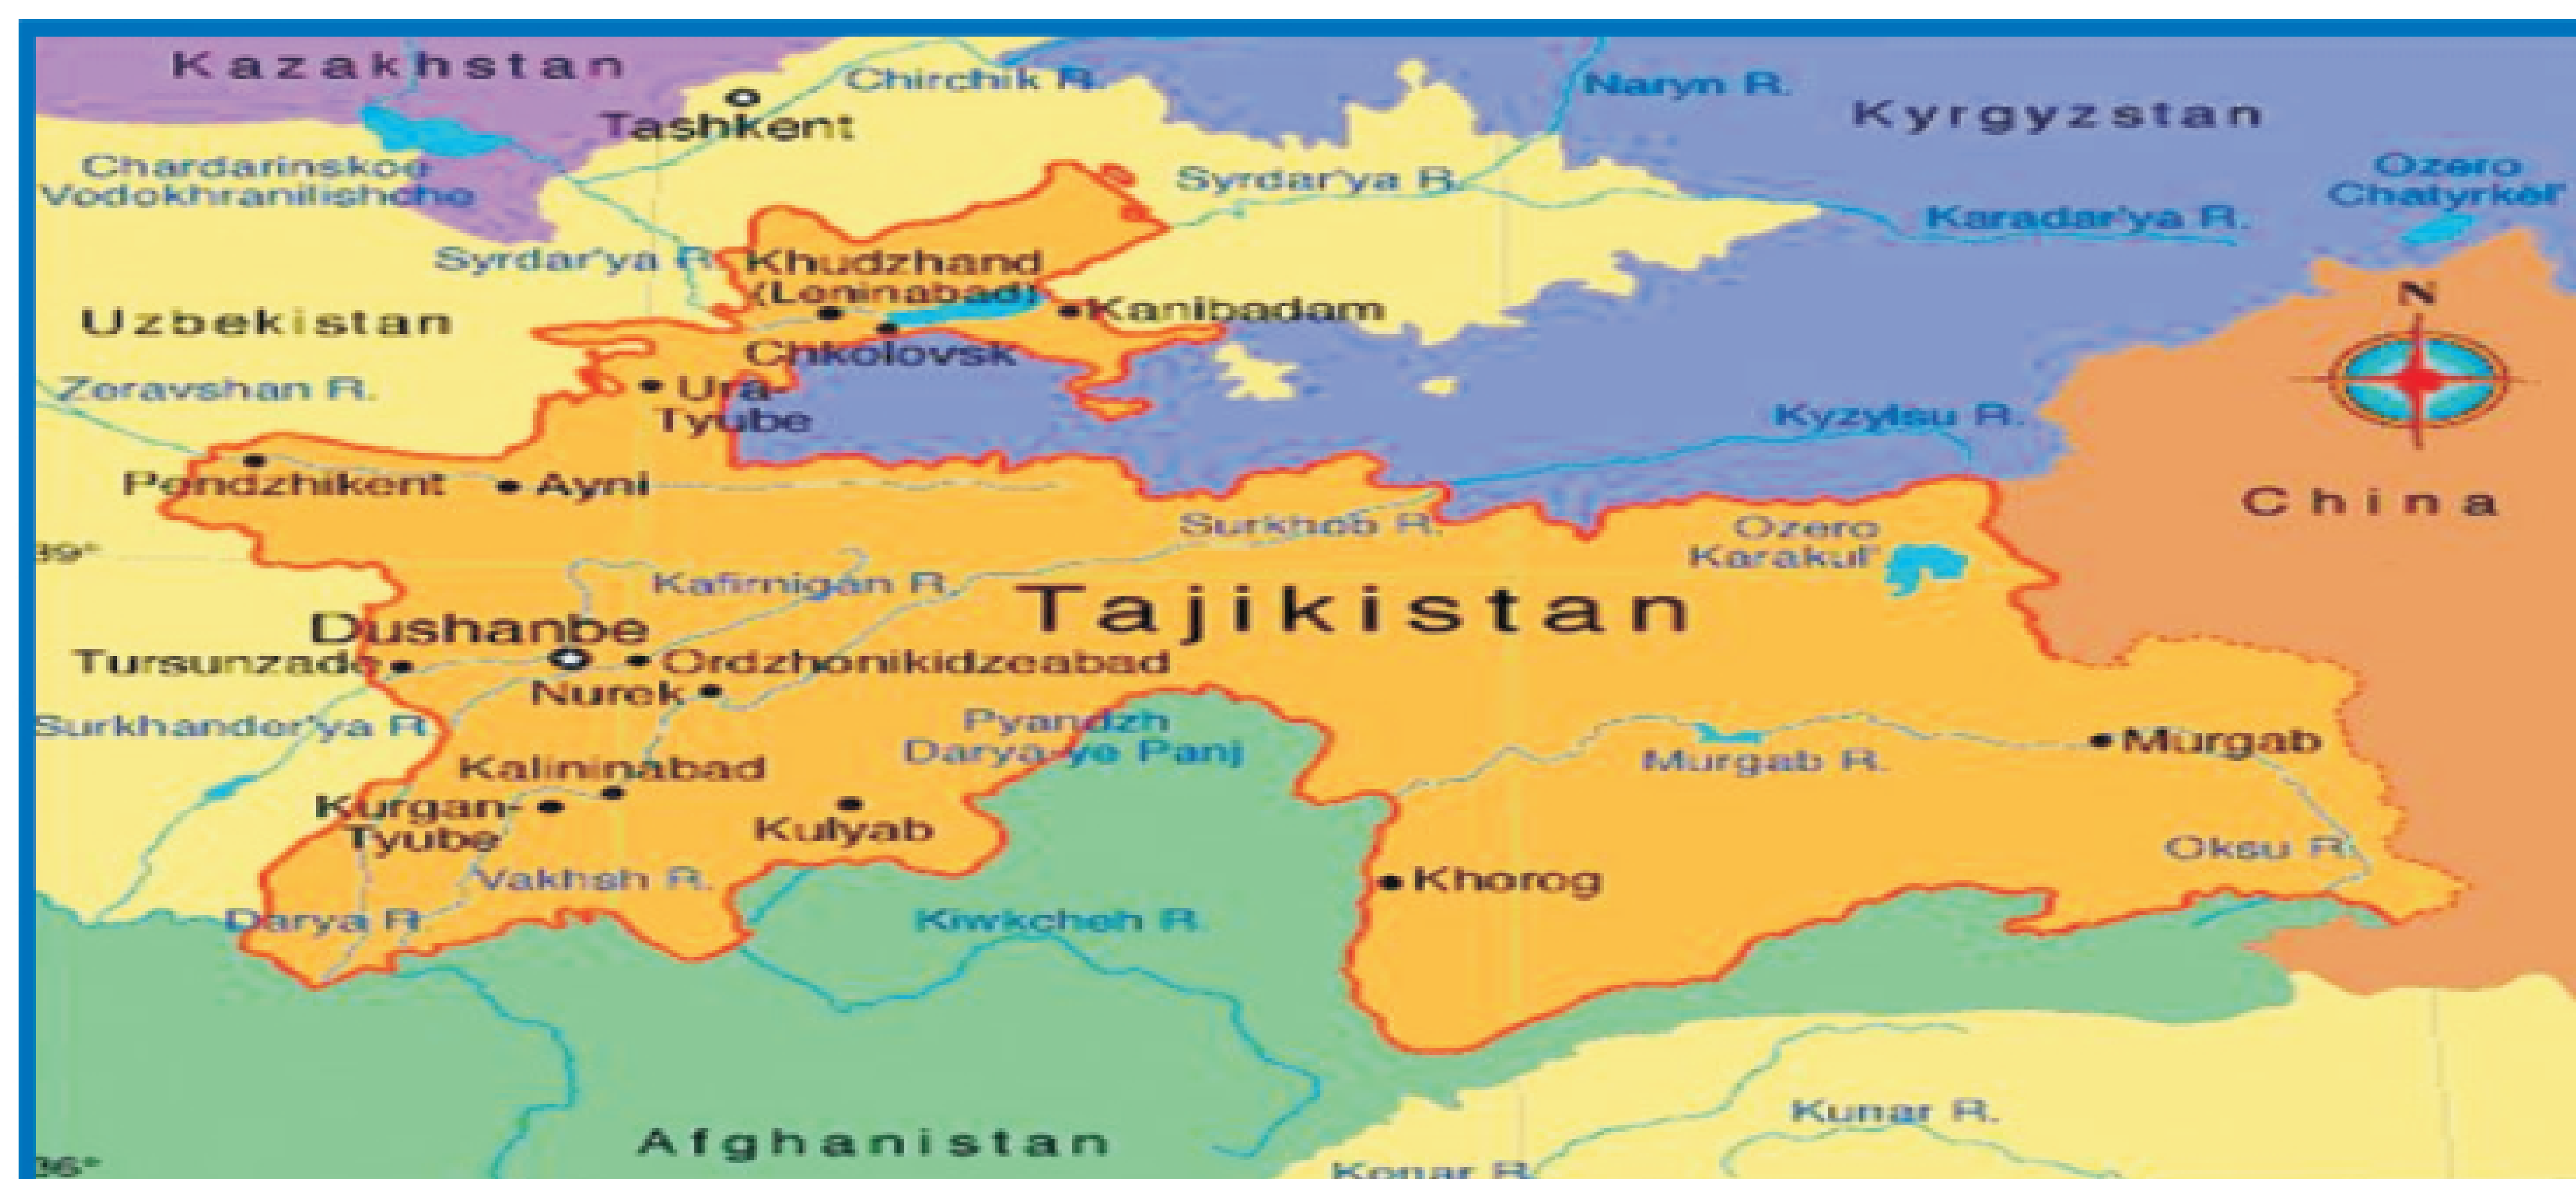 Kazakhstan
Chirchik R.
Naryn R.
Kyrgyzstan
Tashkent
Chardarinskoe
Vodokhranilishche
Syrdar'ya R.
Ozero
Chatyrkël'
Karadar'ya R.
Syrdar'ya R.
Khudzhand
(Leninabad)
N
Uzbekistan
Kanibadam
Chkolovsk
Zeravshan R.
Ura-
Tyube
Kyzylsu R.
Pendzhikent
Ayni
China
Surkhob R.
Ozero
Karakul'
39°
Kafirnigan R.
Tajikistan
Dushanbe
Tursunzade
Ordzhonikidzeabad
Nurek
Surkhander'ya R.
Pyandzh
Darya-ye Panj
Murgab
Murgab R.
Kalininabad
Kurgan-
Tyube
Kulyab
Oksu R.
Vakhsh R.
Khorog
Darya R.
Kiwkcheh R.
Kunar R.
Afghanistan
36°
Konar R.